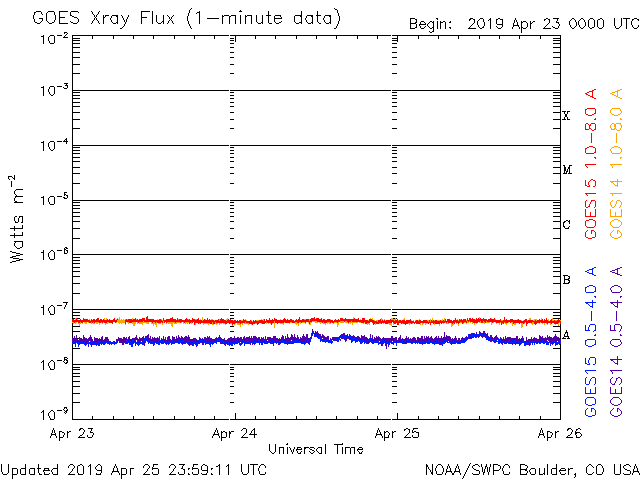 GOES Xray Flux (1-minute data)
Begin: 2019 Apr 23 0000 UTC
10⁻²
10⁻³
10⁻⁴
10⁻⁵
10⁻⁶
10⁻⁷
10⁻⁸
10⁻⁹
Watts m⁻²
X
M
C
B
A
GOES15 1.0-8.0 A
GOES14 1.0-8.0 A
GOES15 0.5-4.0 A
GOES14 0.5-4.0 A
Apr 23
Apr 24
Apr 25
Apr 26
Universal Time
Updated 2019 Apr 25 23:59:11 UTC
NOAA/SWPC Boulder, CO USA